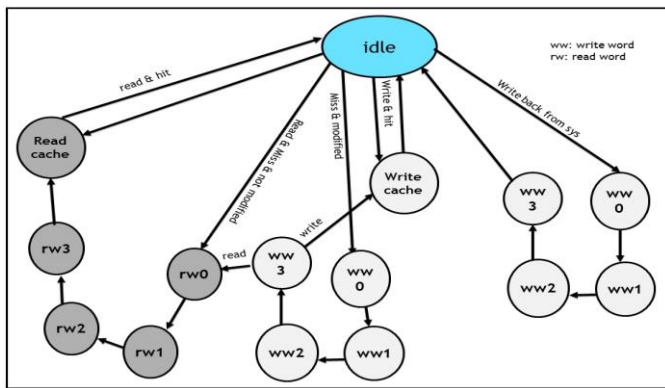 idle
ww: write word
rw: read word
read & hit
Write back from sys
Write & hit
Miss & modified
Read & Miss & not modified
Read
cache
Write
cache
ww
3
ww
0
write
rw3
ww
3
read
rw0
ww
0
ww2
ww1
rw2
rw1
ww2
ww1